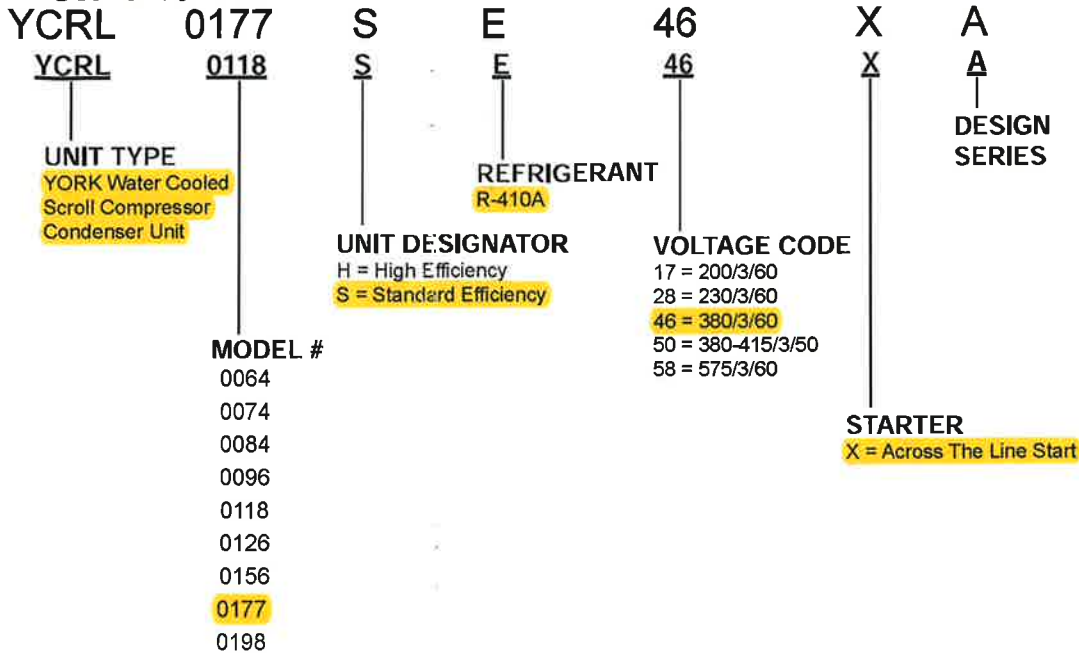 YCRL 0177 S E 46 X A
YCRL 0118 S E 46 X A
DESIGN
SERIES
UNIT TYPE
YORK Water Cooled
Scroll Compressor
Condenser Unit
REFRIGERANT
R-410A
UNIT DESIGNATOR
H = High Efficiency
S = Standard Efficiency
VOLTAGE CODE
17 = 200/3/60
28 = 230/3/60
46 = 380/3/60
50 = 380-415/3/50
58 = 575/3/60
MODEL #
0064
0074
0084
0096
0118
0126
0156
0177
0198
STARTER
X = Across The Line Start